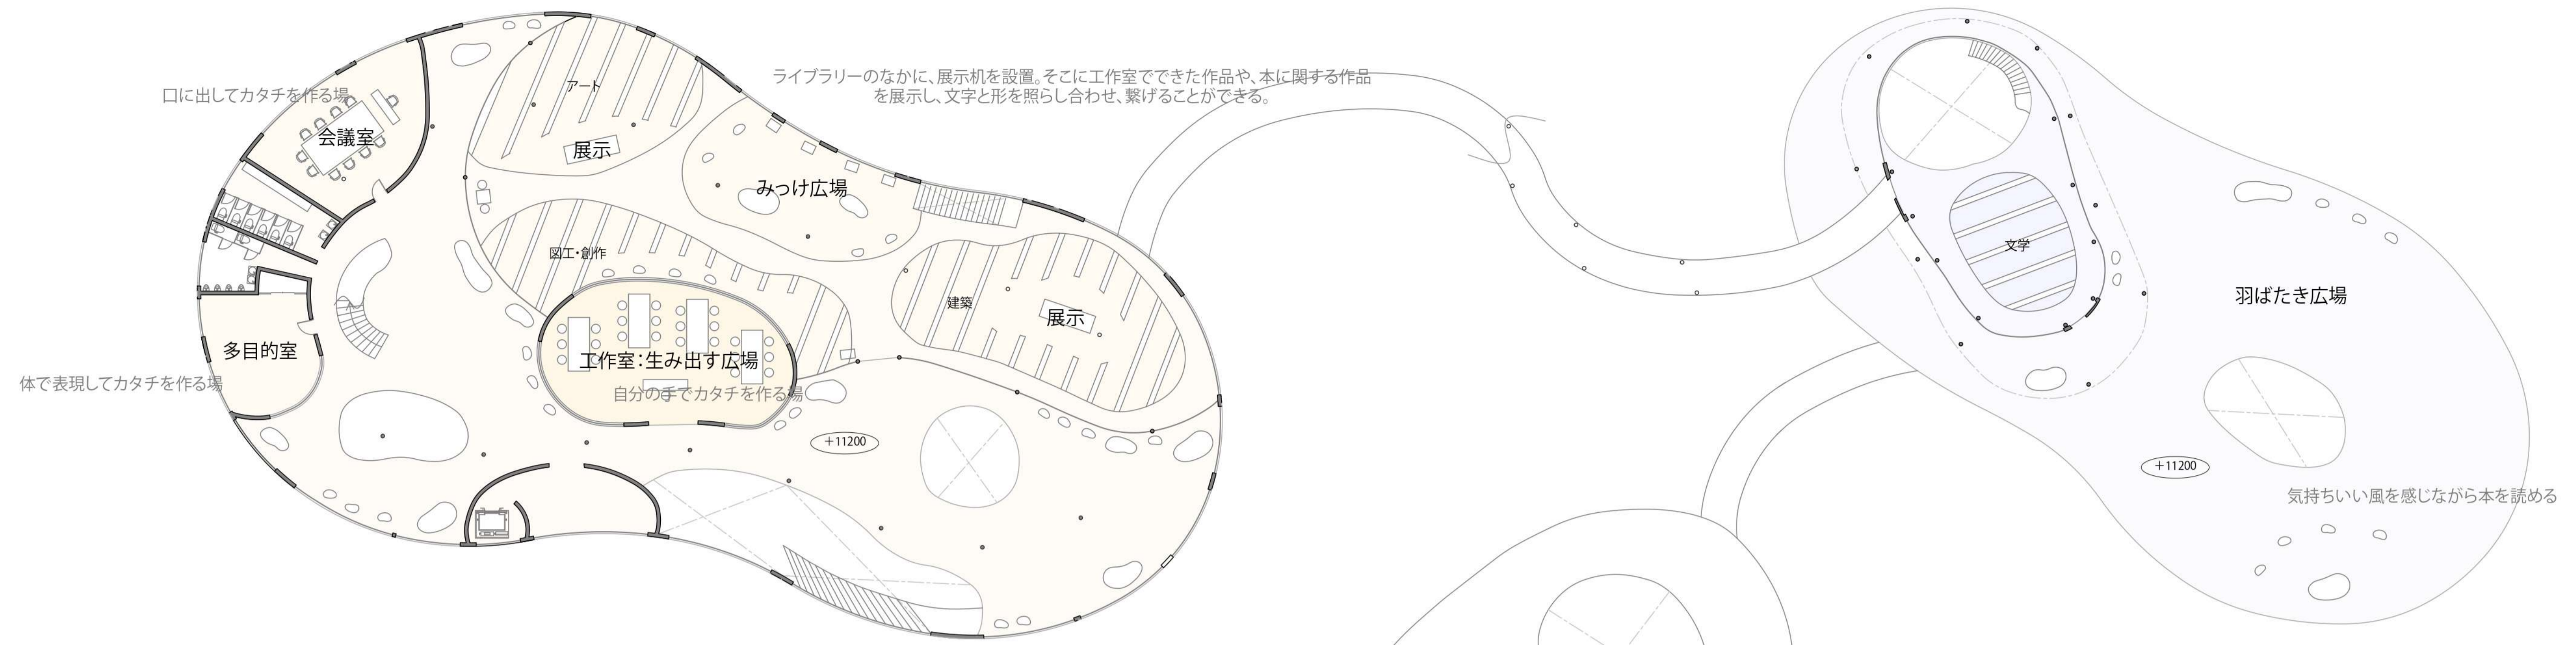 口に出してカタチを作る場
会議室
アート
展示
ライブラリーのなかに、展示机を設置。そこに工作室でできた作品や、本に関する作品
を展示し、文字と形を照らし合わせ、繋げることができる。
みっけ広場
図工・創作
建築
展示
多目的室
体で表現してカタチを作る場
工作室：生み出す広場
自分の手でカタチを作る場
+11200
文学
羽ばたき広場
+11200
気持ちいい風を感じながら本を読める